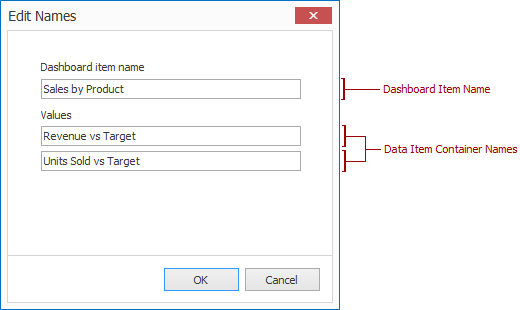 Edit Names
Dashboard item name
Sales by Product
Dashboard Item Name
Values
Revenue vs Target
Units Sold vs Target
Data Item Container Names
OK
Cancel